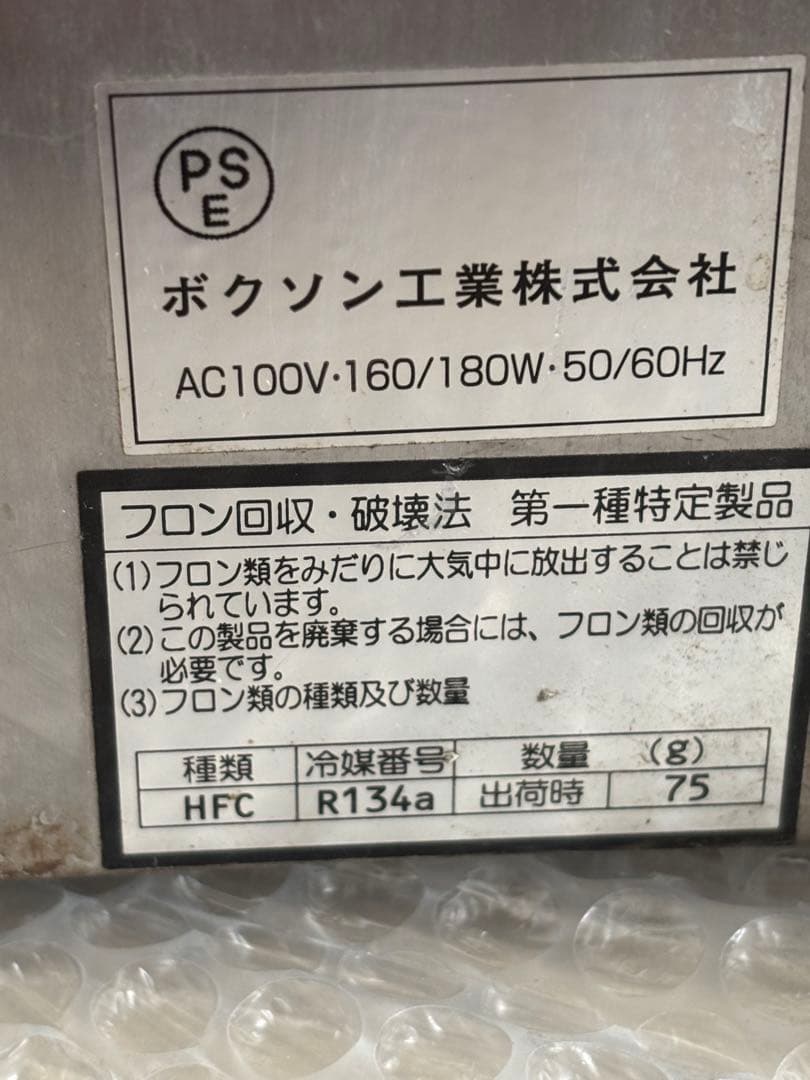 PS
E
ボクソン工業株式会社
AC100V·160/180W·50/60Hz
フロン回収・破壊法 第一種特定製品
(1)フロン類をみだりに大気中に放出することは禁じ
られています。
(2)この製品を廃棄する場合には、フロン類の回収が
必要です。
(3)フロン類の種類及び数量
種類 冷媒番号 数量 (g)
HFC R134a 出荷時 75